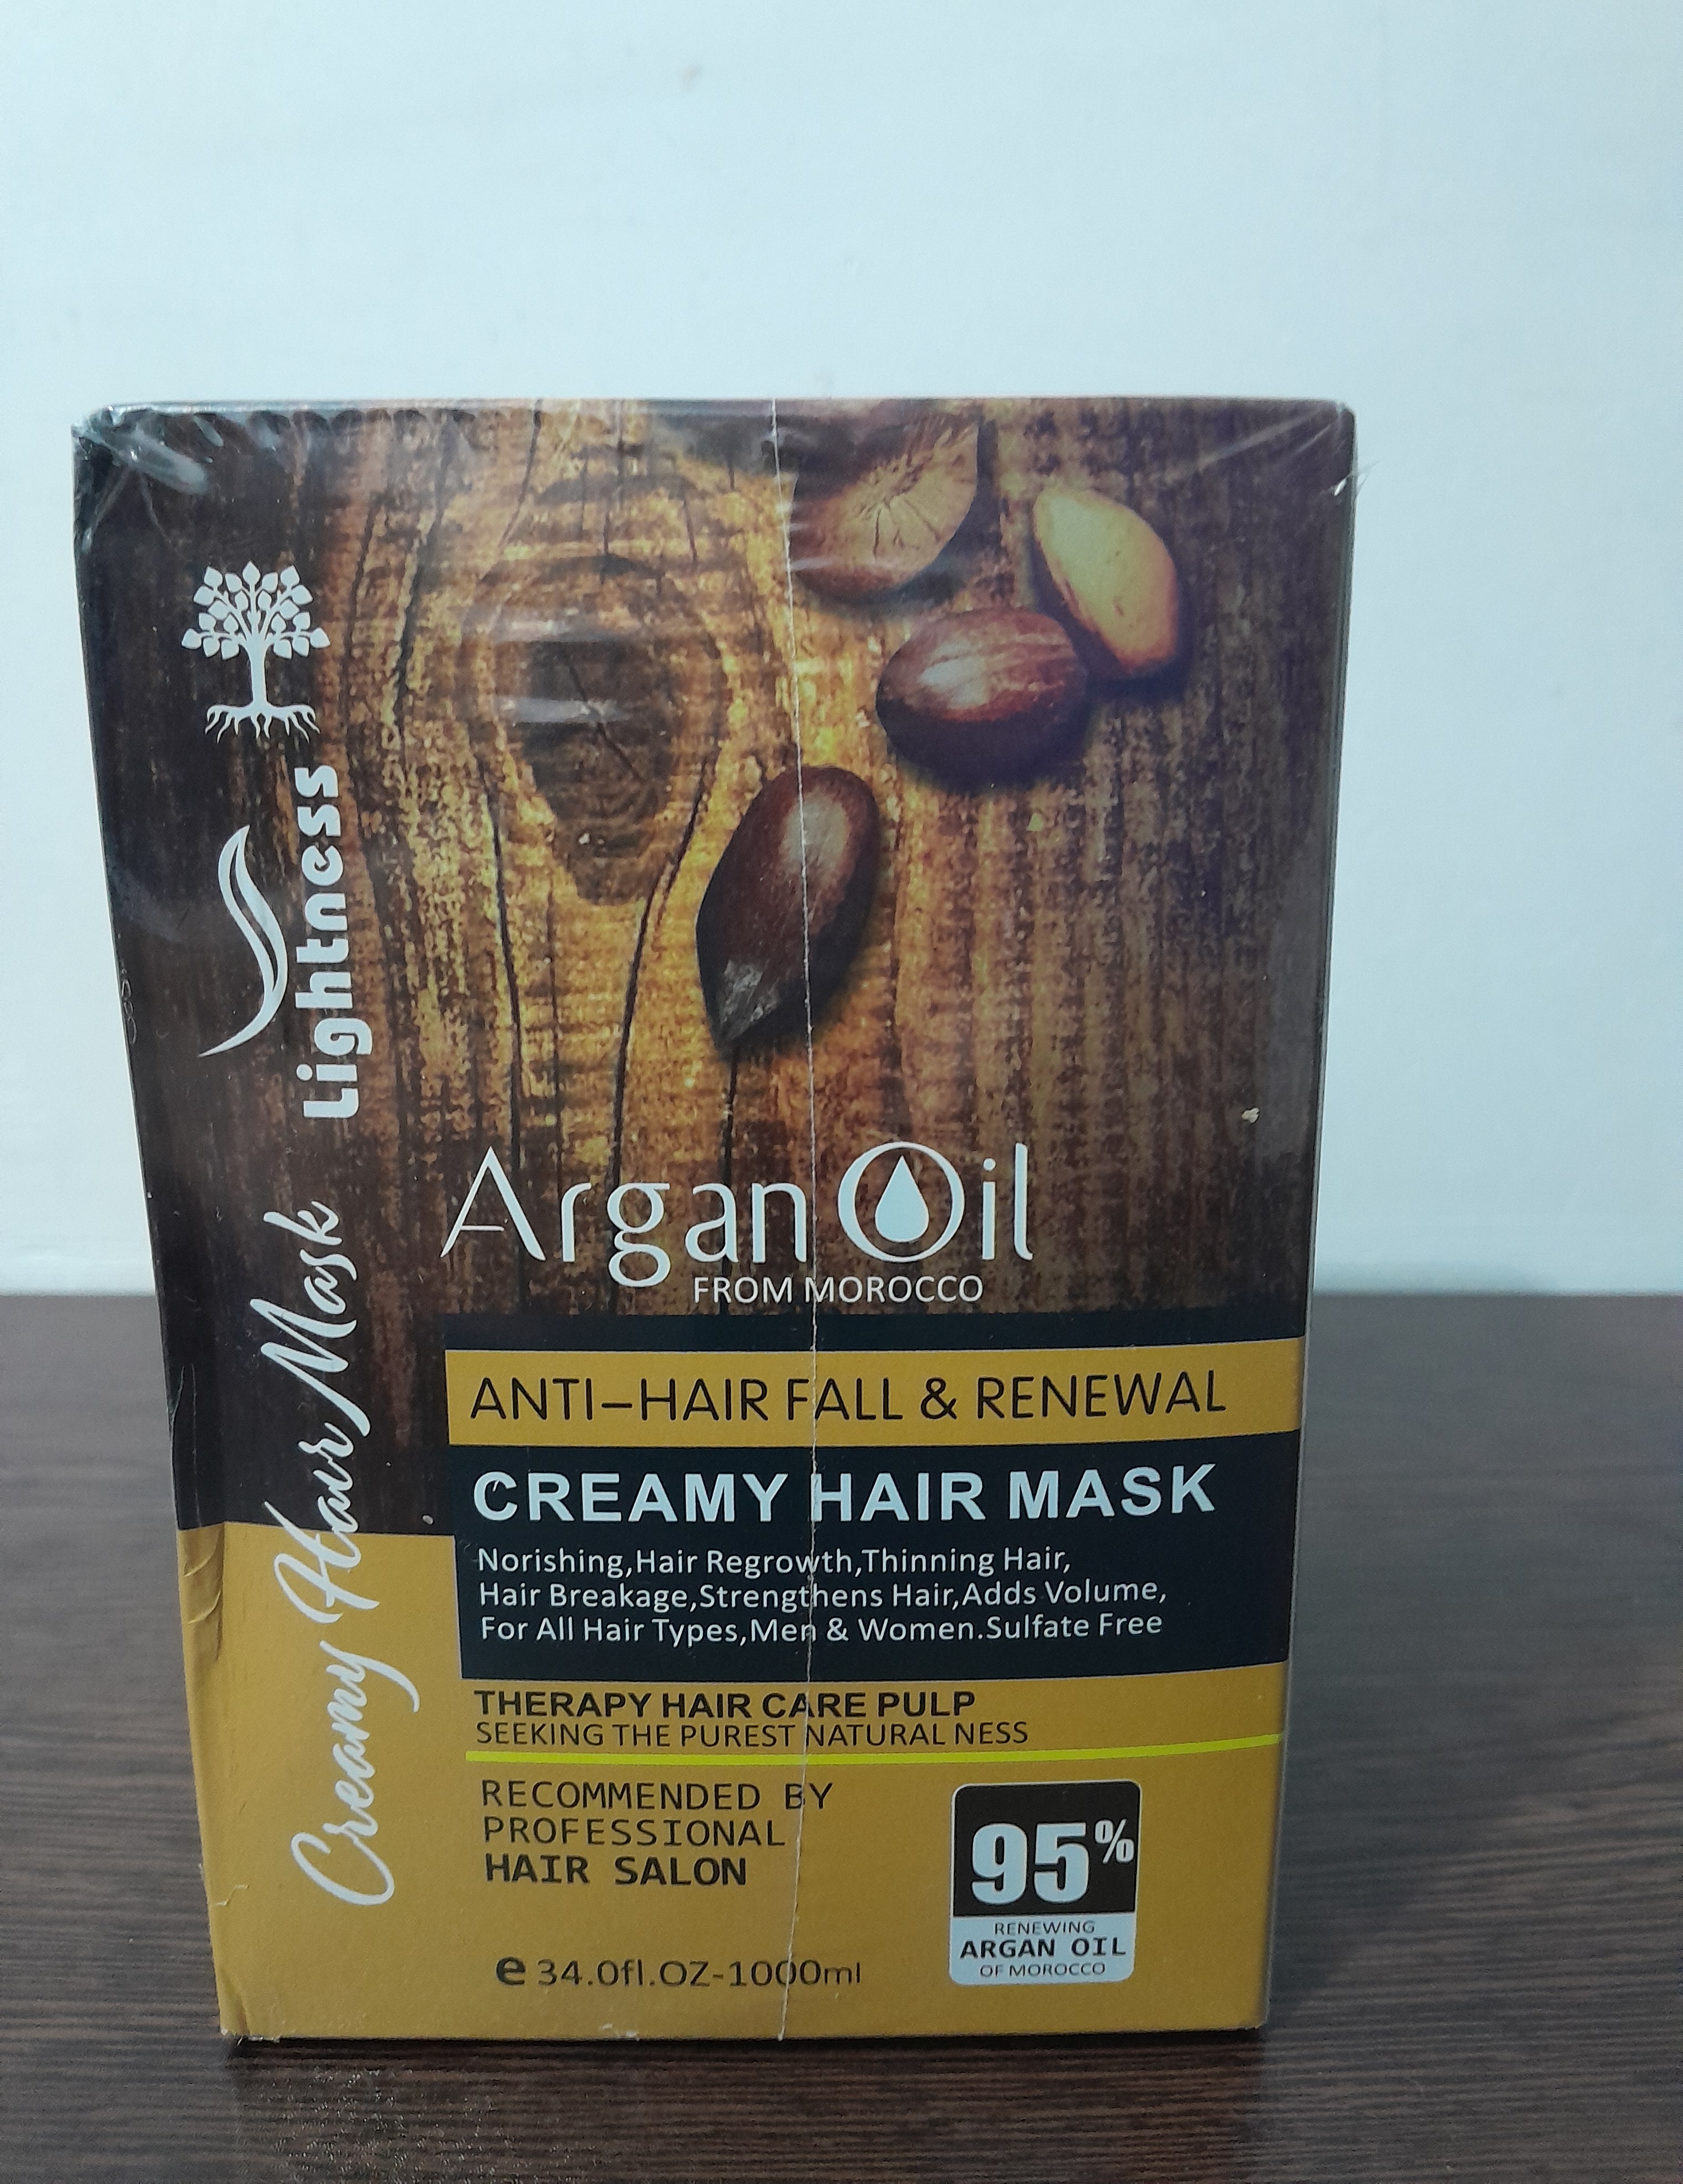 Lightness
Creamy Hair Mask
Argan Oil
FROM MOROCCO
ANTI-HAIR FALL & RENEWAL
CREAMY HAIR MASK
Norishing,Hair Regrowth,Thinning Hair,
Hair Breakage,Strengthens Hair,Adds Volume,
For All Hair Types,Men & Women.Sulfate Free
THERAPY HAIR CARE PULP
SEEKING THE PUREST NATURAL NESS
RECOMMENDED BY
PROFESSIONAL
HAIR SALON
e 34.0fl.OZ-1000ml
95%
RENEWING
ARGAN OIL
OF MOROCCO